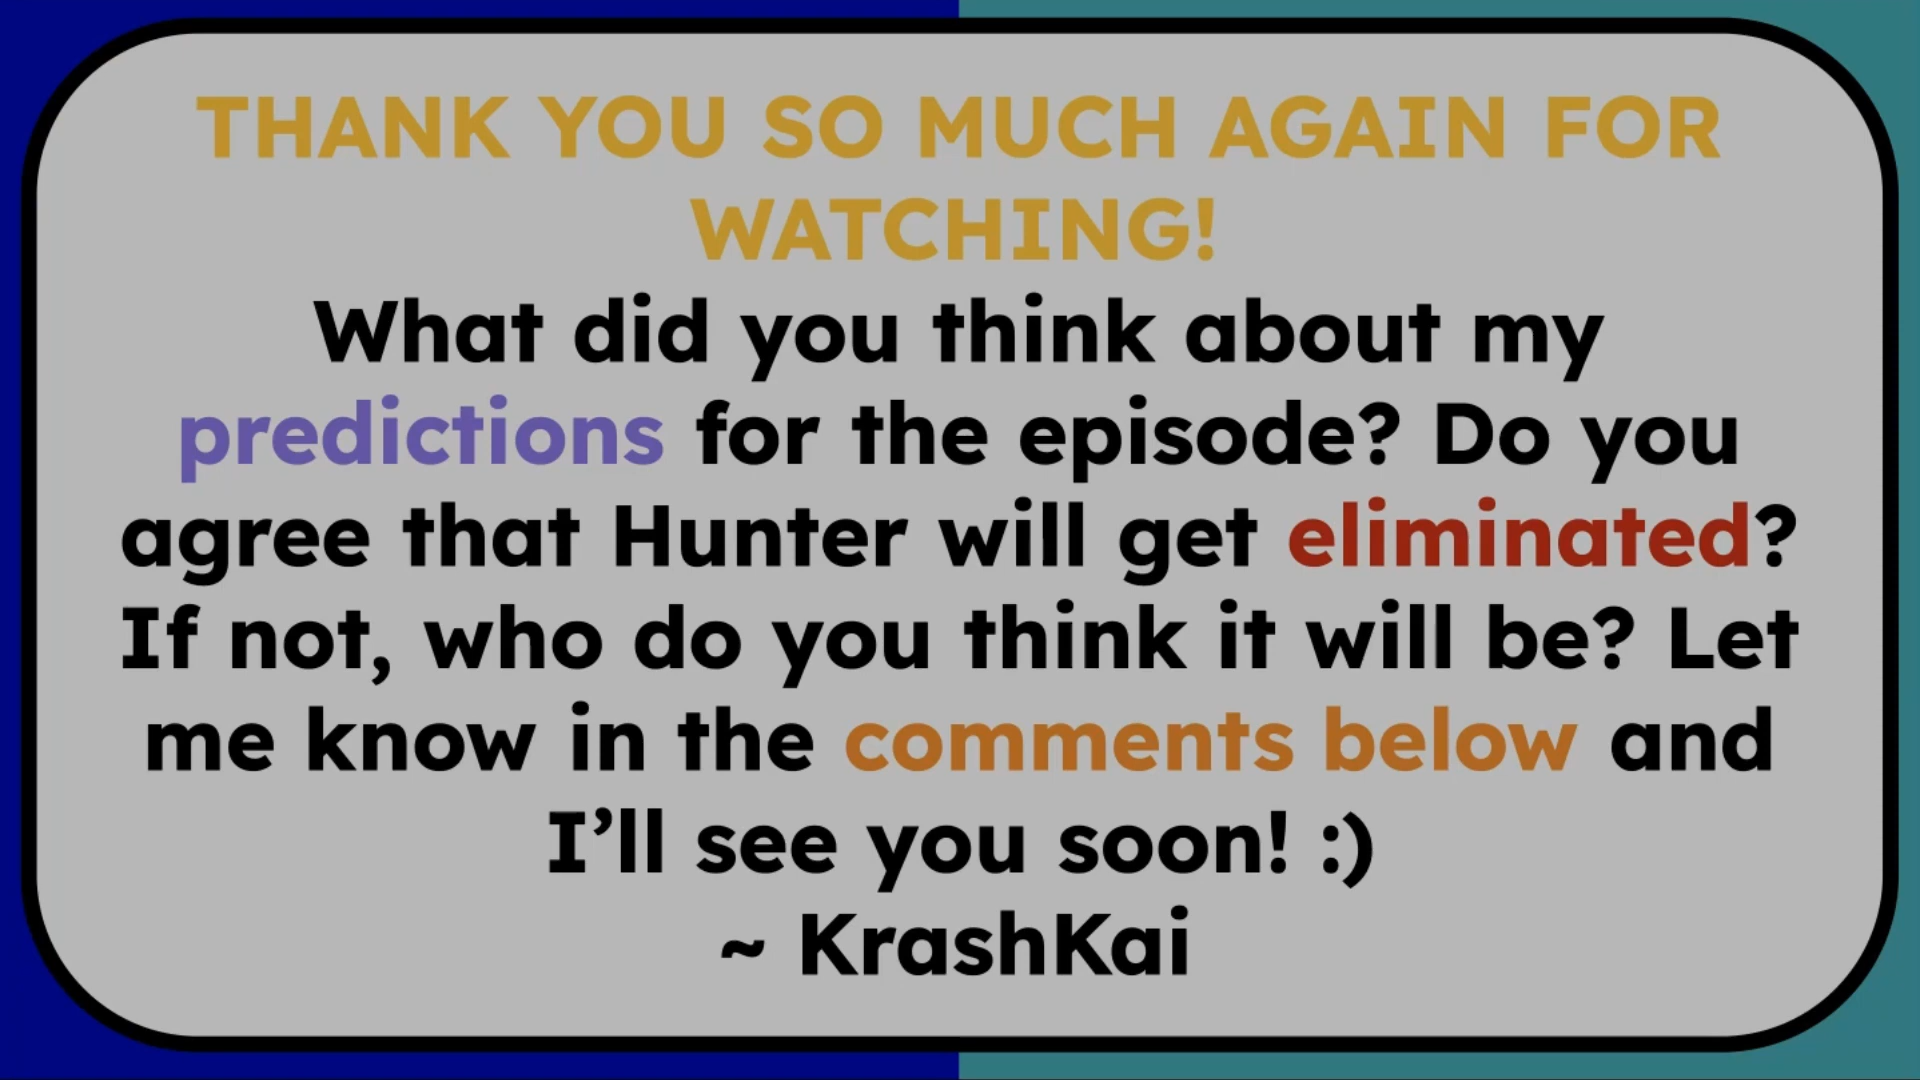 THANK YOU SO MUCH AGAIN FOR
WATCHING!
What did you think about my
predictions for the episode? Do you
agree that Hunter will get eliminated?
If not, who do you think it will be? Let
me know in the comments below and
I’ll see you soon! :)
~ KrashKai